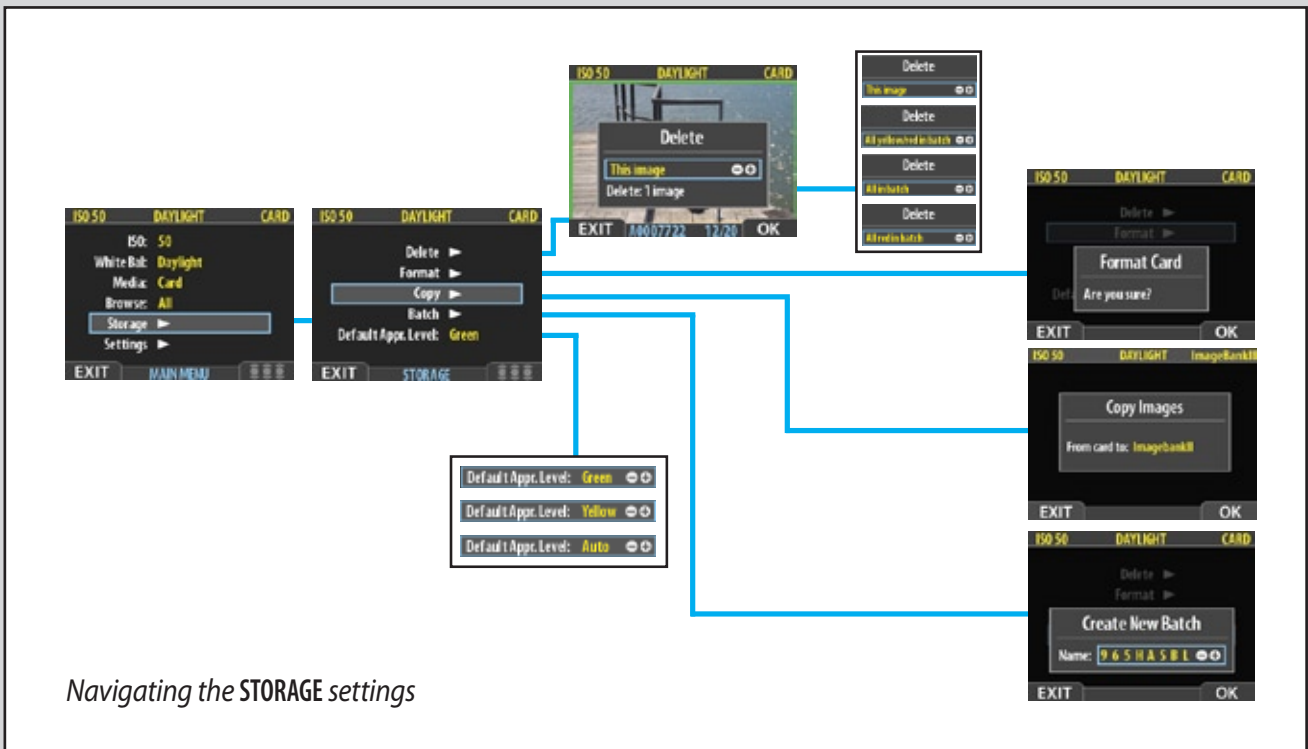 ISO 50 DAYLIGHT CARD
ISO: 50
White Bal: Daylight
Media: Card
Browse: All
Storage
Settings
EXIT MAIN MENU
ISO 50 DAYLIGHT CARD
Delete
Format
Copy
Batch
Default Appr. Level: Green
EXIT STORAGE
ISO 50 DAYLIGHT CARD
Delete
This image
Delete: 1 image
EXIT A0007722 12/20 OK
Delete
This image
Delete
All yellow/red in batch
Delete
All in batch
Delete
All red in batch
Default Appr. Level: Green
Default Appr. Level: Yellow
Default Appr. Level: Auto
ISO 50 DAYLIGHT CARD
Delete
Format
Format Card
Defa
Are you sure?
EXIT OK
ISO 50 DAYLIGHT ImageBankII
Copy Images
From card to: ImagebankII
EXIT OK
ISO 50 DAYLIGHT CARD
Delete
Format
Create New Batch
Name: 965HASBL
EXIT OK
Navigating the STORAGE settings